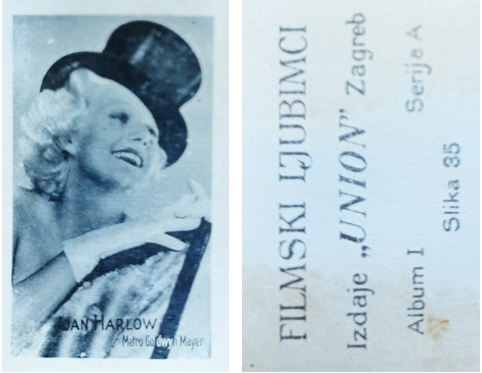 JEAN HARLOW
Metro Goldwyn Mayer
FILMSKI LJUBIMCI
Izdaje „UNION” Zagreb
Album I Serija A
Slika 35